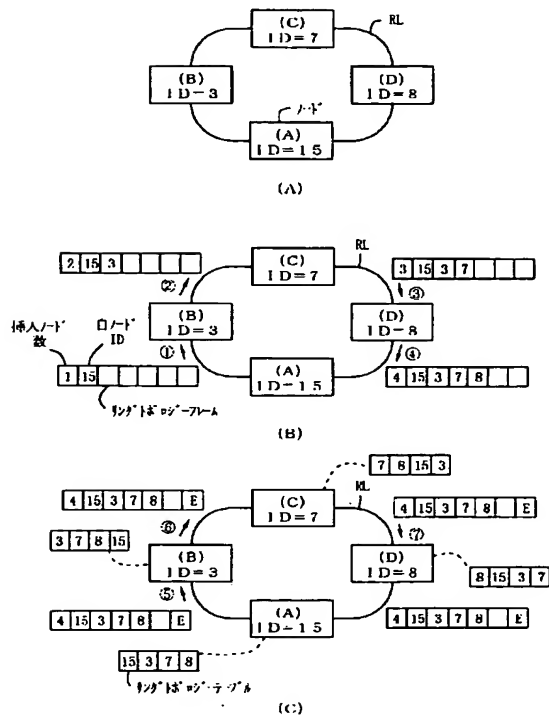 (C)
ID=7
RL
(B)
ID-3
(D)
ID=8
ノード
(A)
ID=15
(A)
2 15 3
(C)
ID=7
RL
3 15 3 7
②
③
(B)
ID=3
(D)
ID-8
挿入ノード
数
自ノード
ID
①
④
1 15
(A)
ID-15
4 15 3 7 8
リングトポロジーフレーム
(B)
7 8 15 3
4 15 3 7 8 E
(C)
ID=7
RL
4 15 3 7 8 E
⑥
⑦
3 7 8 15
(B)
ID=3
(D)
ID=8
8 15 3 7
⑤
4 15 3 7 8 E
(A)
ID-15
4 15 3 7 8 E
15 3 7 8
リングトポロジ・テーブル
(C)